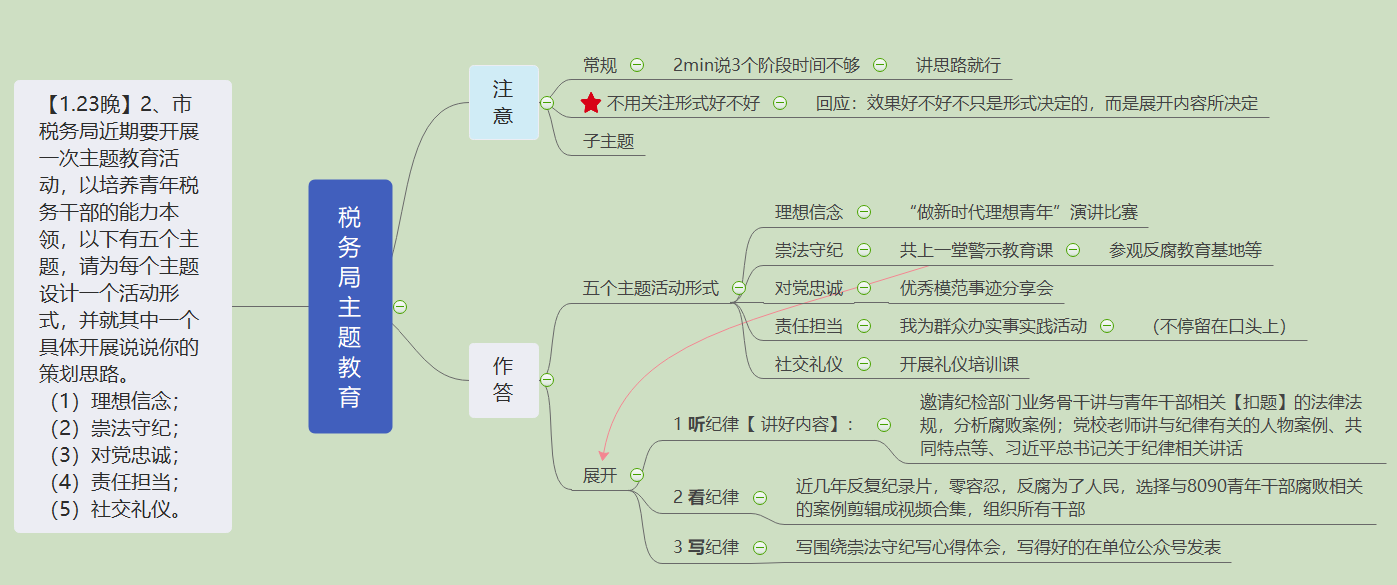 【1.23晚】2、市
税务局近期要开展
一次主题教育活
动，以培养青年税
务干部的能力本
领，以下有五个主
题，请为每个主题
设计一个活动形
式，并就其中一个
具体开展说说你的
策划思路。
（1）理想信念；
（2）崇法守纪；
（3）对党忠诚；
（4）责任担当；
（5）社交礼仪。
税务局主题教育
注意
常规
2min说3个阶段时间不够
讲思路就行
不用关注形式好不好
回应：效果好不好不只是形式决定的，而是展开内容所决定
子主题
作答
五个主题活动形式
理想信念
“做新时代理想青年”演讲比赛
崇法守纪
共上一堂警示教育课
参观反腐教育基地等
对党忠诚
优秀模范事迹分享会
责任担当
我为群众办实事实践活动
（不停留在口头上）
社交礼仪
开展礼仪培训课
展开
1 听纪律【 讲好内容】：
邀请纪检部门业务骨干讲与青年干部相关【扣题】的法律法
规，分析腐败案例；党校老师讲与纪律有关的人物案例、共
同特点等、习近平总书记关于纪律相关讲话
2 看纪律
近几年反复纪录片，零容忍，反腐为了人民，选择与8090青年干部腐败相关
的案例剪辑成视频合集，组织所有干部
3 写纪律
写围绕崇法守纪写心得体会，写得好的在单位公众号发表